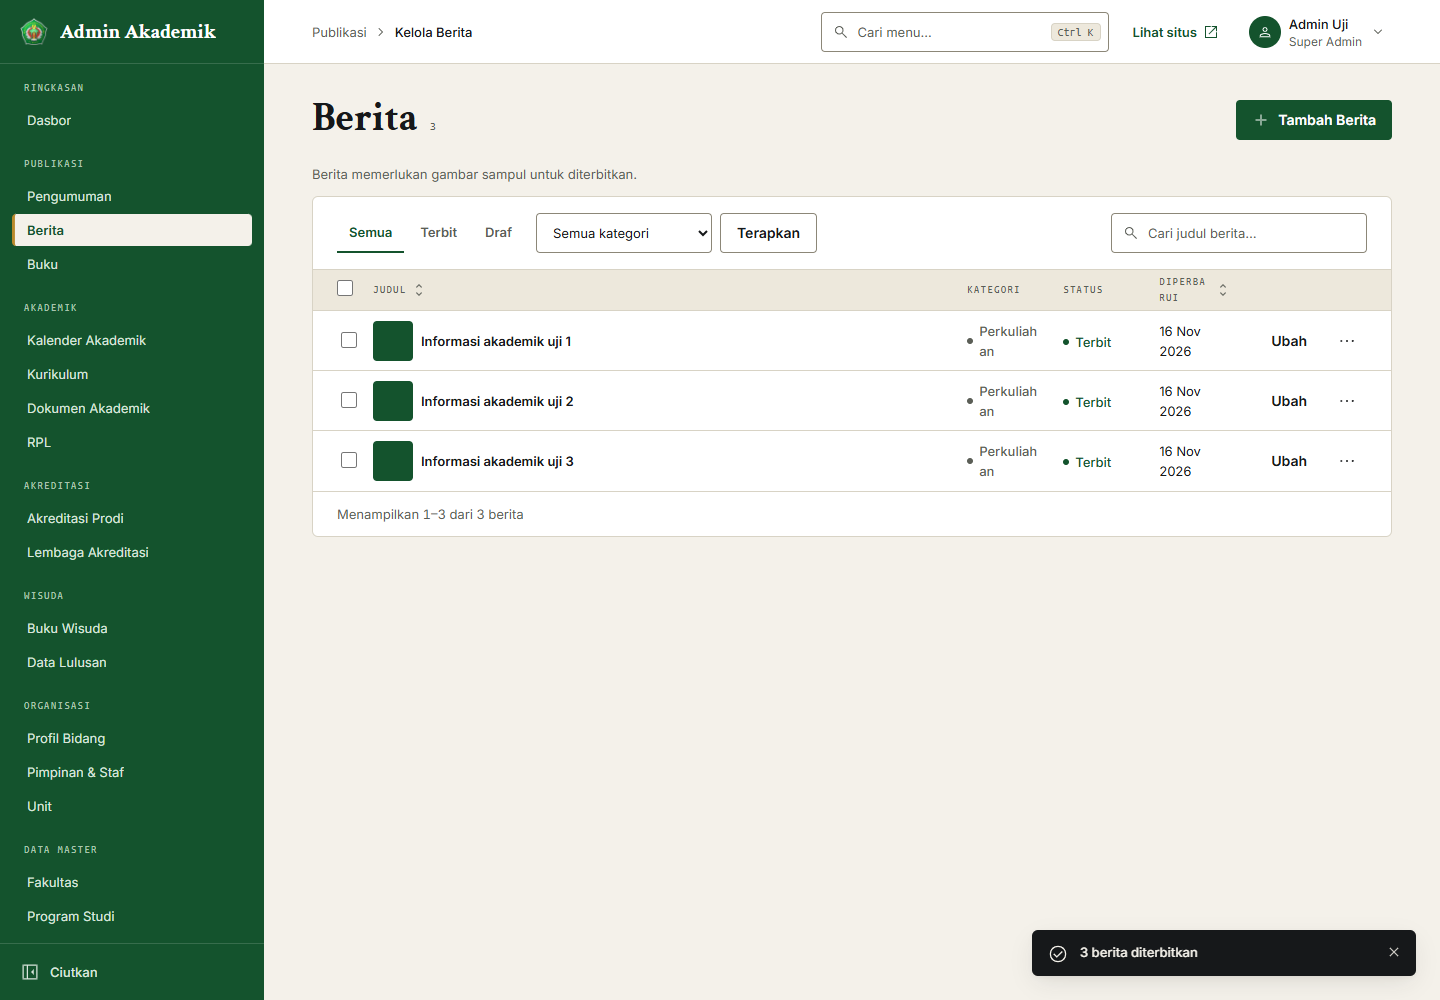 Admin Akademik
Publikasi
Kelola Berita
Cari menu...
Ctrl K
Lihat situs
Admin Uji
Super Admin
RINGKASAN
Dasbor
PUBLIKASI
Pengumuman
Berita
Buku
AKADEMIK
Kalender Akademik
Kurikulum
Dokumen Akademik
RPL
AKREDITASI
Akreditasi Prodi
Lembaga Akreditasi
WISUDA
Buku Wisuda
Data Lulusan
ORGANISASI
Profil Bidang
Pimpinan & Staf
Unit
DATA MASTER
Fakultas
Program Studi
Ciutkan
Berita 3
Tambah Berita
Berita memerlukan gambar sampul untuk diterbitkan.
Semua
Terbit
Draf
Semua kategori
Terapkan
Cari judul berita...
JUDUL
KATEGORI
STATUS
DIPERBA
RUI
Informasi akademik uji 1
Perkuliah
an
Terbit
16 Nov
2026
Ubah
...
Informasi akademik uji 2
Perkuliah
an
Terbit
16 Nov
2026
Ubah
...
Informasi akademik uji 3
Perkuliah
an
Terbit
16 Nov
2026
Ubah
...
Menampilkan 1–3 dari 3 berita
3 berita diterbitkan